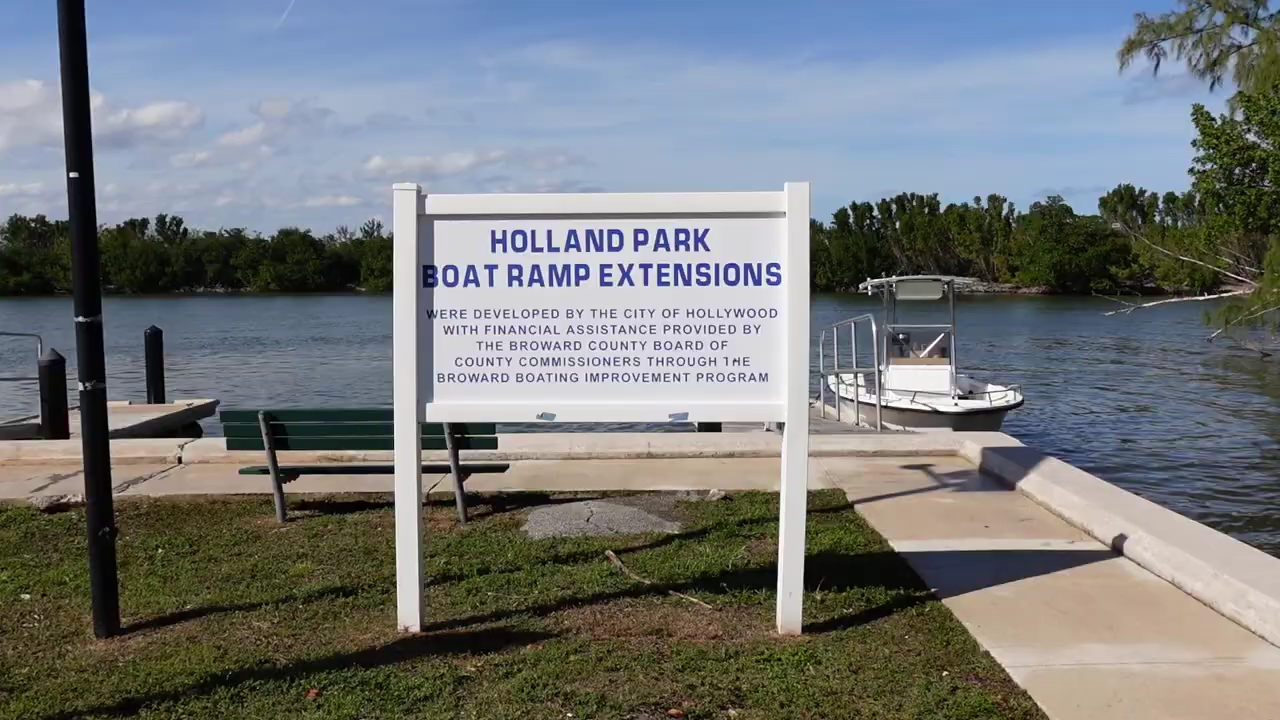 HOLLAND PARK
BOAT RAMP EXTENSIONS
WERE DEVELOPED BY THE CITY OF HOLLYWOOD
WITH FINANCIAL ASSISTANCE PROVIDED BY
THE BROWARD COUNTY BOARD OF
COUNTY COMMISSIONERS THROUGH THE
BROWARD BOATING IMPROVEMENT PROGRAM